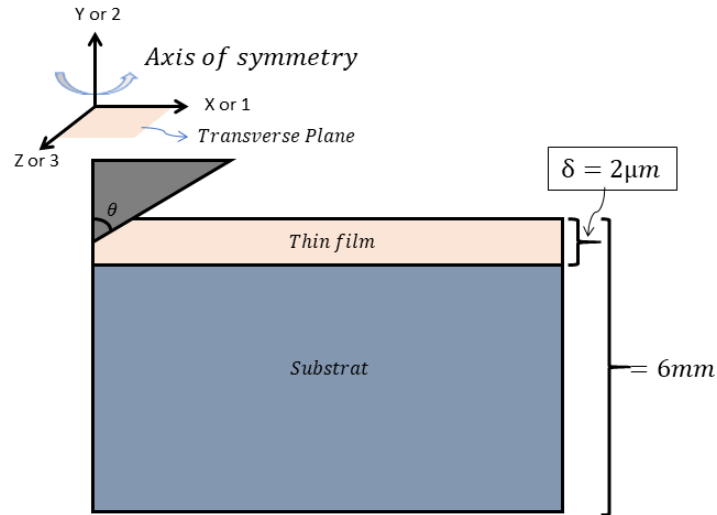 Y or 2
Axis of symmetry
X or 1
Transverse Plane
Z or 3
δ = 2μm
θ
Thin film
Substrat
= 6mm